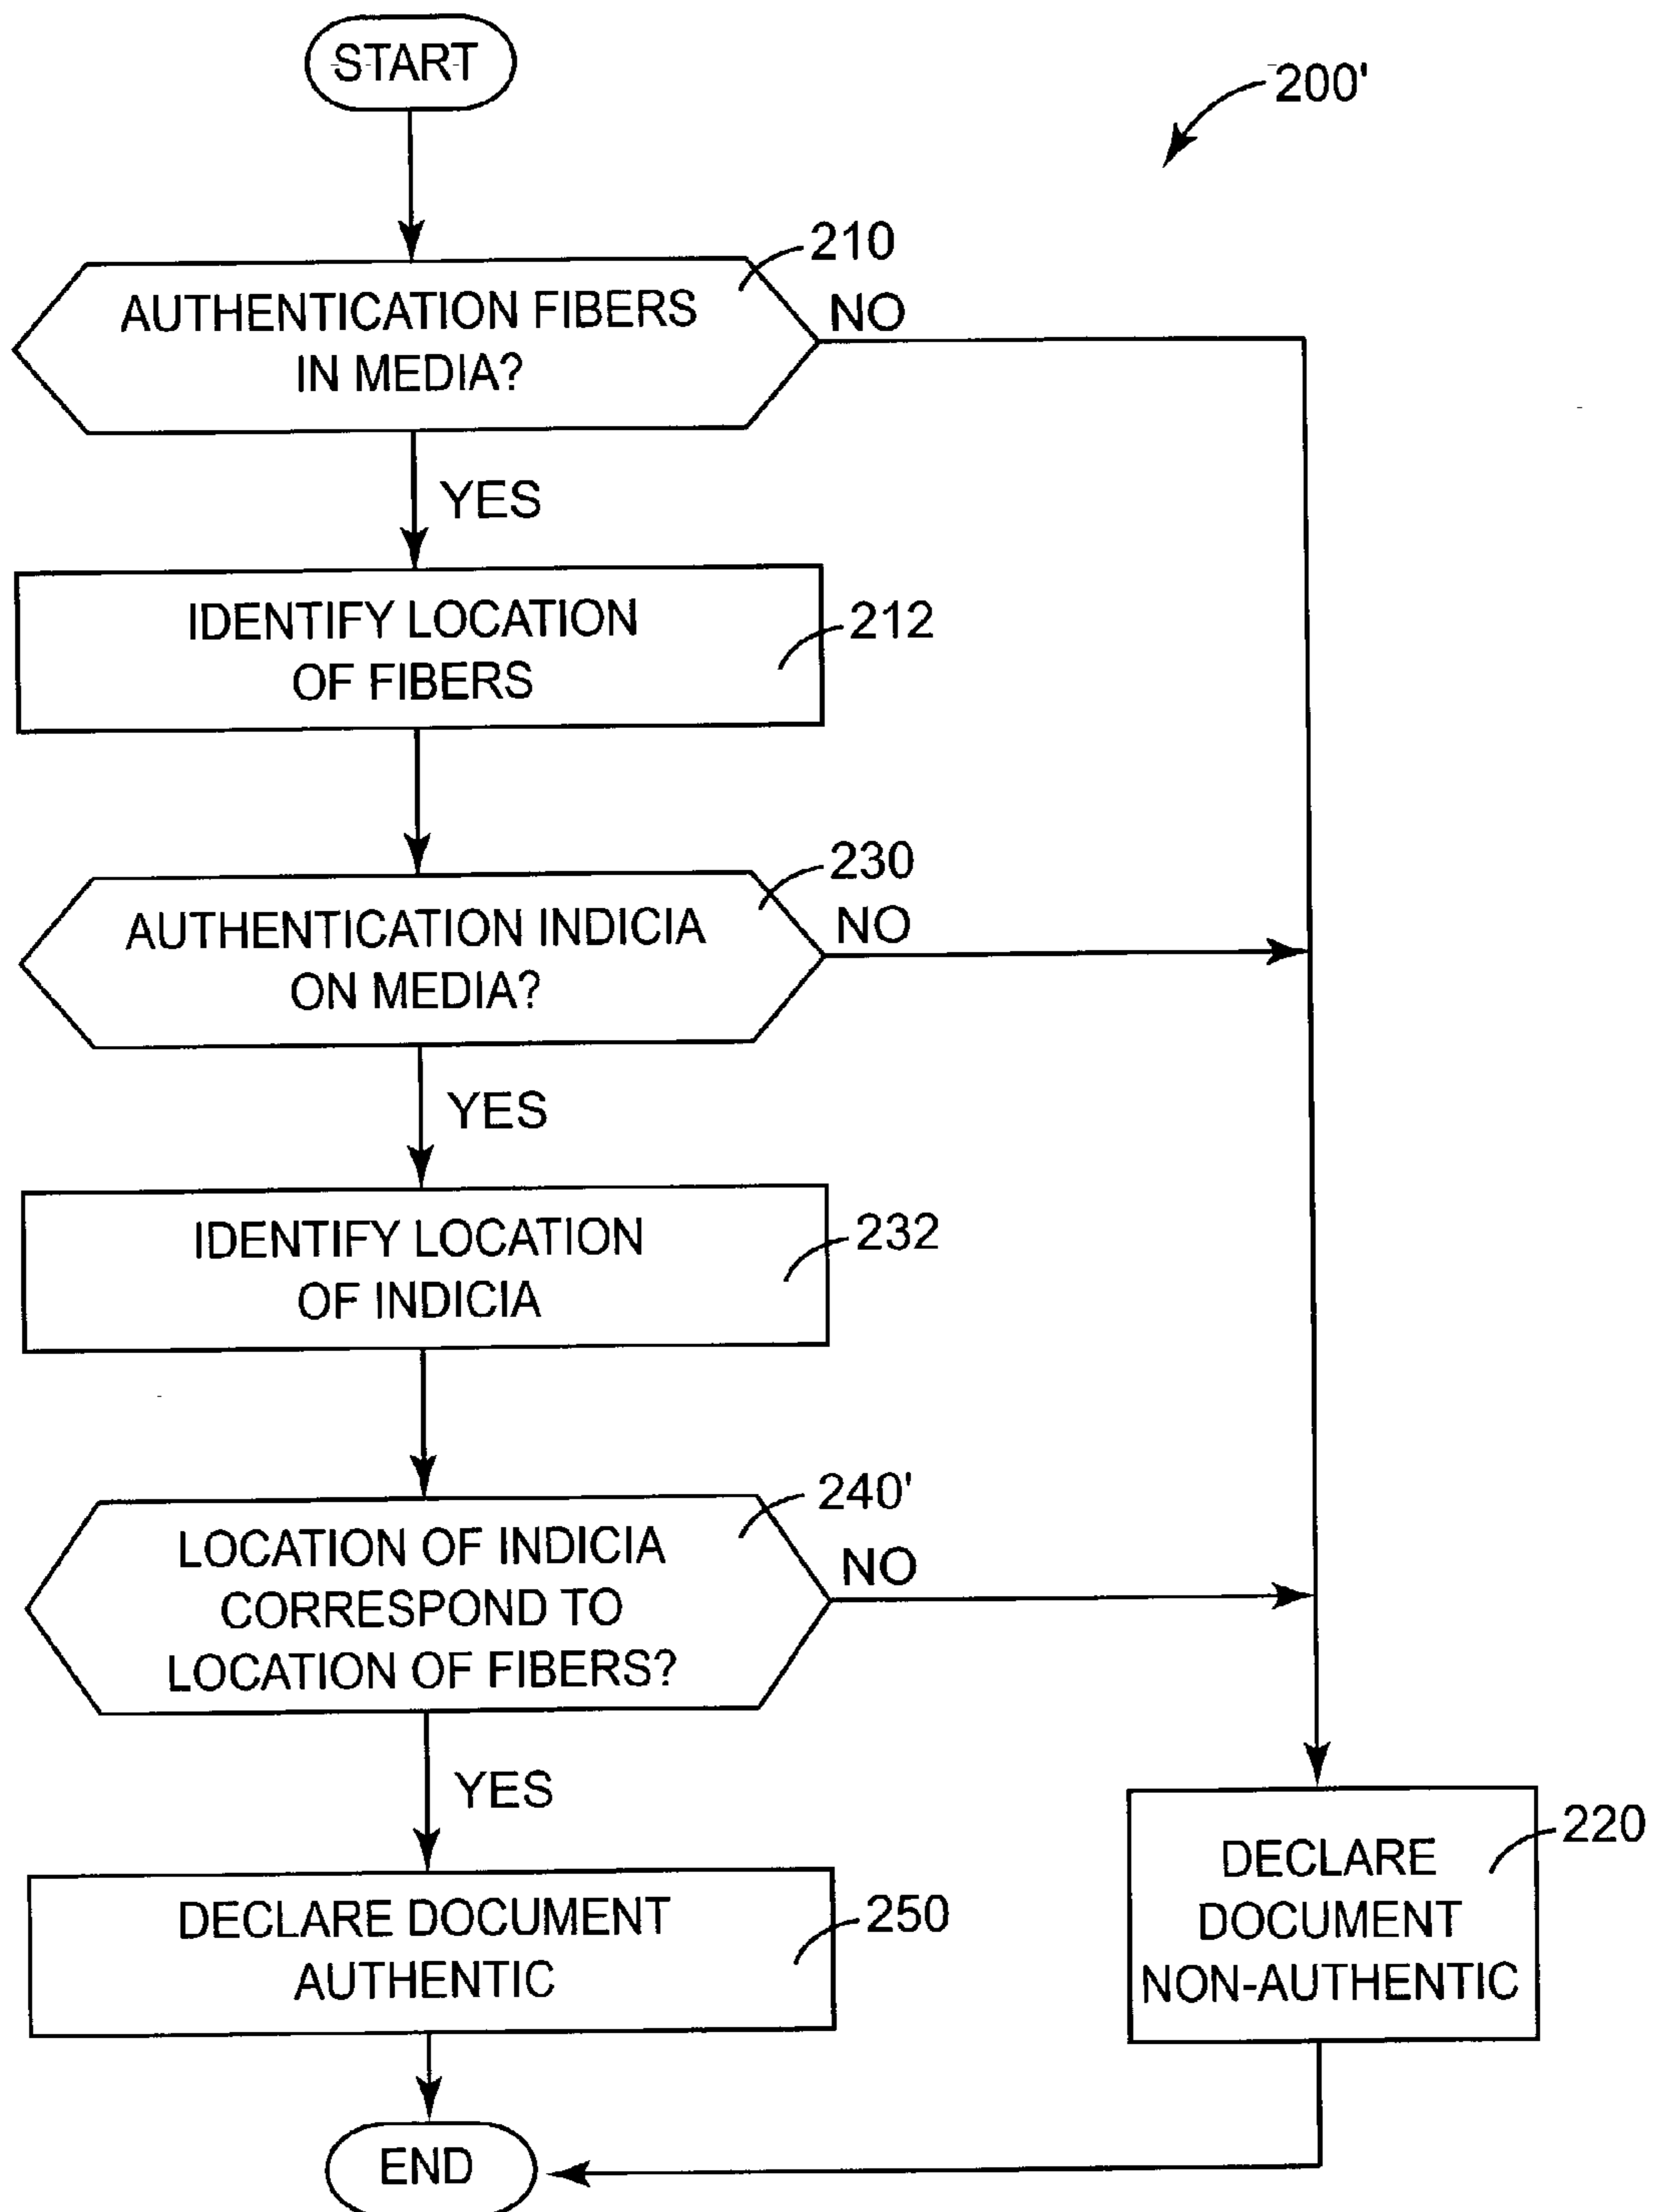 START
200'
210
AUTHENTICATION FIBERS
IN MEDIA?
NO
YES
IDENTIFY LOCATION
OF FIBERS
212
230
AUTHENTICATION INDICIA
ON MEDIA?
NO
YES
IDENTIFY LOCATION
OF INDICIA
232
240'
LOCATION OF INDICIA
CORRESPOND TO
LOCATION OF FIBERS?
NO
YES
DECLARE DOCUMENT
AUTHENTIC
250
DECLARE
DOCUMENT
NON-AUTHENTIC
220
END